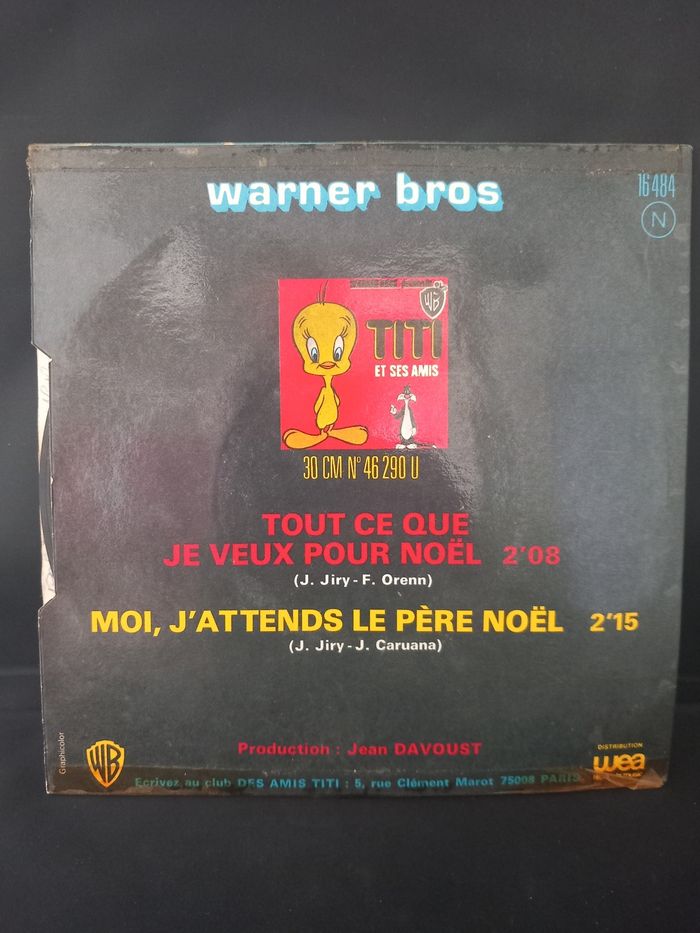 warner bros
16484
N
WB
TITI
ET SES AMIS
30 CM N° 46 290 U
TOUT CE QUE
JE VEUX POUR NOËL 2'08
(J. Jiry - F. Orenn)
MOI, J'ATTENDS LE PÈRE NOËL 2'15
(J. Jiry - J. Caruana)
Production : Jean DAVOUST
Graphicolor
WB
DISTRIBUTION
wea
Ecrivez au club DES AMIS TITI : 5, rue Clément Marot 75008 PARIS